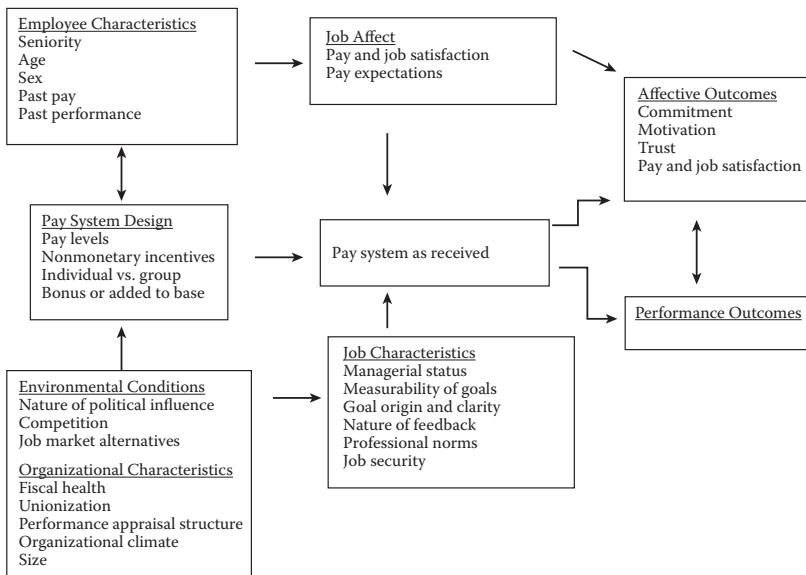 Employee Characteristics
Seniority
Age
Sex
Past pay
Past performance
Job Affect
Pay and job satisfaction
Pay expectations
Affective Outcomes
Commitment
Motivation
Trust
Pay and job satisfaction
Pay System Design
Pay levels
Nonmonetary incentives
Individual vs. group
Bonus or added to base
Pay system as received
Performance Outcomes
Environmental Conditions
Nature of political influence
Competition
Job market alternatives
Organizational Characteristics
Fiscal health
Unionization
Performance appraisal structure
Organizational climate
Size
Job Characteristics
Managerial status
Measurability of goals
Goal origin and clarity
Nature of feedback
Professional norms
Job security